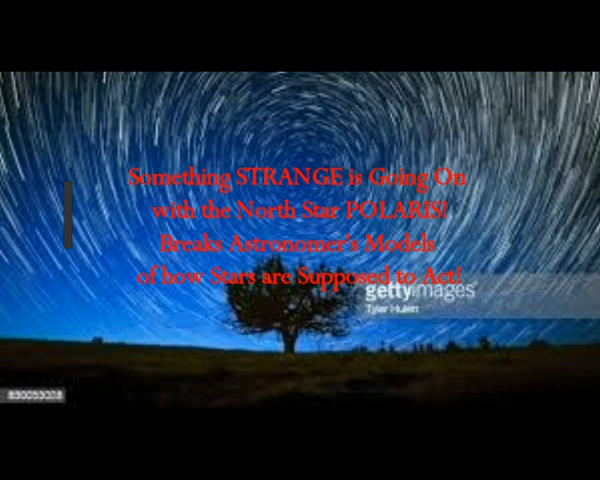 Something STRANGE is Going On
with the North Star POLARIS!
Breaks Astronomer's Models
of how Stars are Supposed to Act!
gettyimages
Tyler Hulett